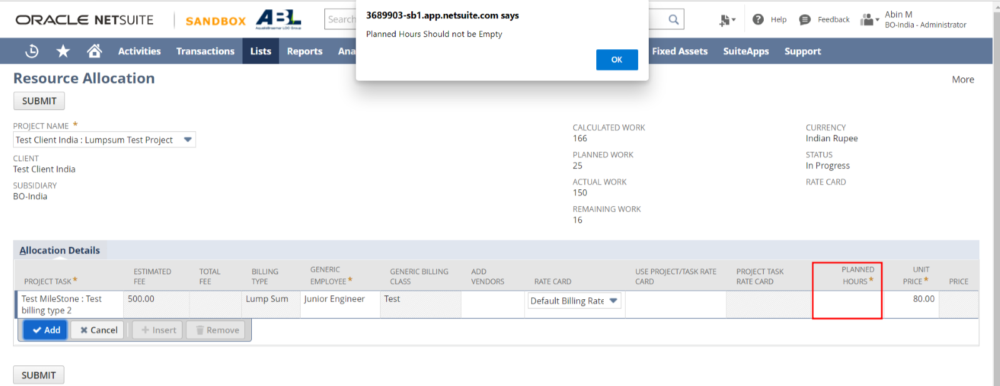 3689903-sb1.app.netsuite.com says
Planned Hours Should not be Empty
OK
ORACLE NETSUITE
SANDBOX
ABL
Search
Help
Feedback
Abin M
BO-India - Administrator
Activities
Transactions
Lists
Reports
Ana
Fixed Assets
SuiteApps
Support
Resource Allocation
More
SUBMIT
PROJECT NAME *
Test Client India : Lumpsum Test Project
CLIENT
Test Client India
SUBSIDIARY
BO-India
CALCULATED WORK
166
PLANNED WORK
25
ACTUAL WORK
150
REMAINING WORK
16
CURRENCY
Indian Rupee
STATUS
In Progress
RATE CARD
Allocation Details
PROJECT TASK *
ESTIMATED
FEE
TOTAL
FEE
BILLING
TYPE
GENERIC
EMPLOYEE *
GENERIC BILLING
CLASS
ADD
VENDORS
RATE CARD
USE PROJECT/TASK RATE
CARD
PROJECT TASK
RATE CARD
PLANNED
HOURS *
UNIT
PRICE *
PRICE
Test MileStone : Test
billing type 2
500.00
Lump Sum
Junior Engineer
Test
Default Billing Rate
80.00
Add
Cancel
Insert
Remove
SUBMIT